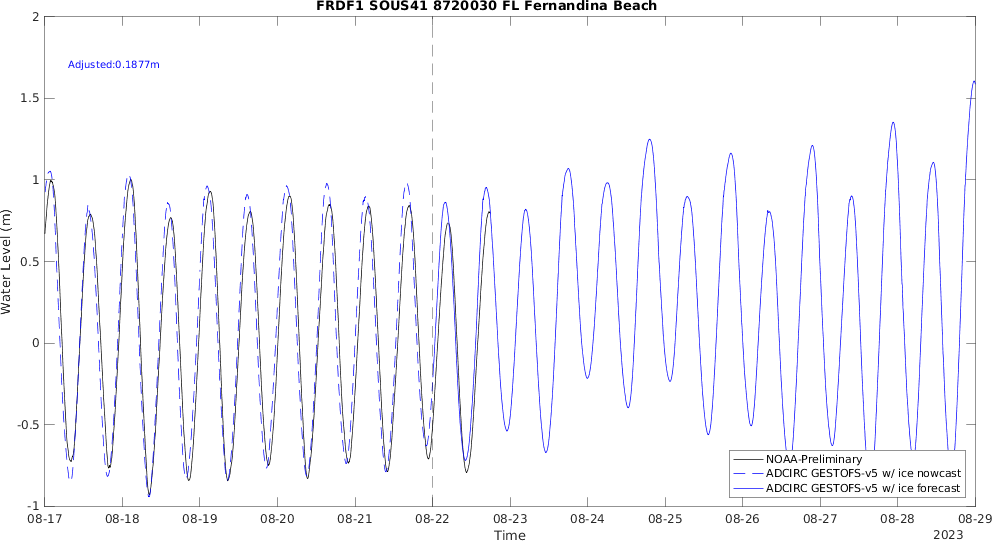 FRDF1 SOUS41 8720030 FL Fernandina Beach
Adjusted:0.1877m
Water Level (m)
2
1.5
1
0.5
0
-0.5
-1
08-17 08-18 08-19 08-20 08-21 08-22 08-23 08-24 08-25 08-26 08-27 08-28 08-29
Time
2023
NOAA-Preliminary
ADCIRC GESTOFS-v5 w/ ice nowcast
ADCIRC GESTOFS-v5 w/ ice forecast